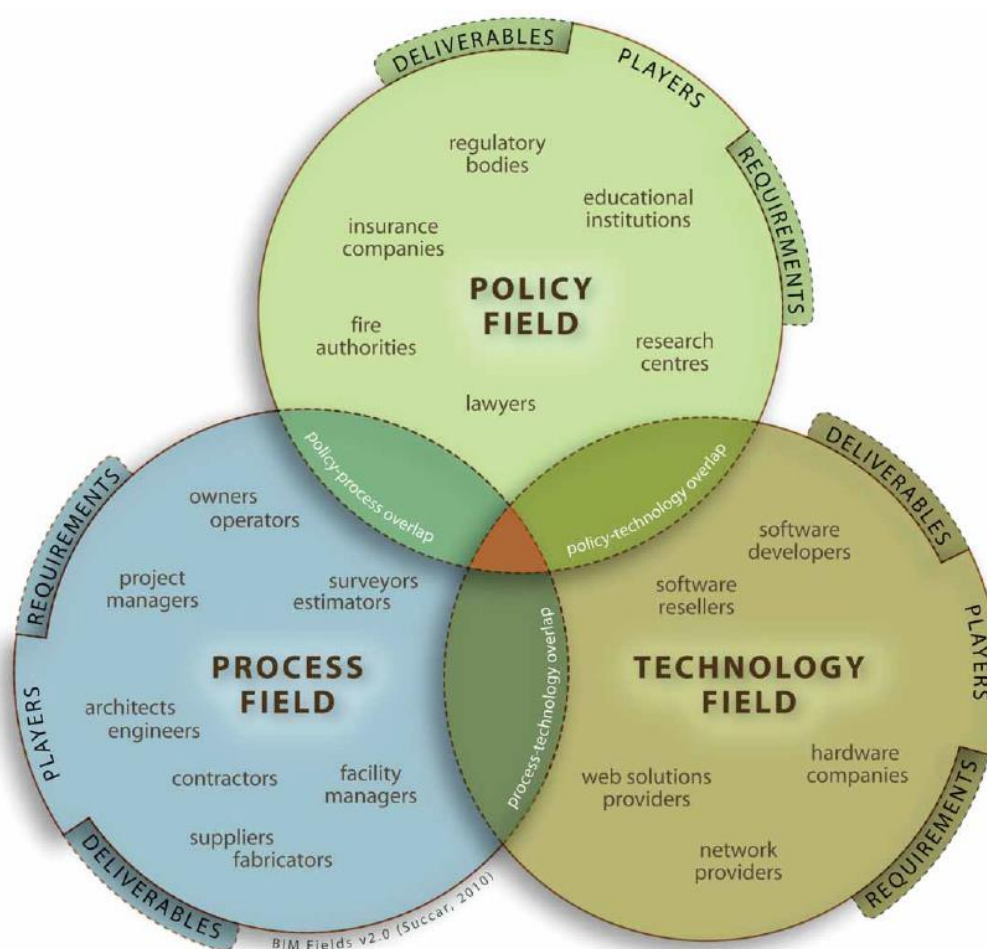 DELIVERABLES
PLAYERS
REQUIREMENTS
regulatory
bodies
educational
institutions
insurance
companies
POLICY
FIELD
fire
authorities
research
centres
lawyers
policy-process overlap
policy-technology overlap
process-technology overlap
REQUIREMENTS
PLAYERS
DELIVERABLES
owners
operators
project
managers
surveyors
estimators
PROCESS
FIELD
architects
engineers
contractors
facility
managers
suppliers
fabricators
DELIVERABLES
PLAYERS
REQUIREMENTS
software
developers
software
resellers
TECHNOLOGY
FIELD
hardware
companies
web solutions
providers
network
providers
BIM Fields v2.0 (Succar, 2010)